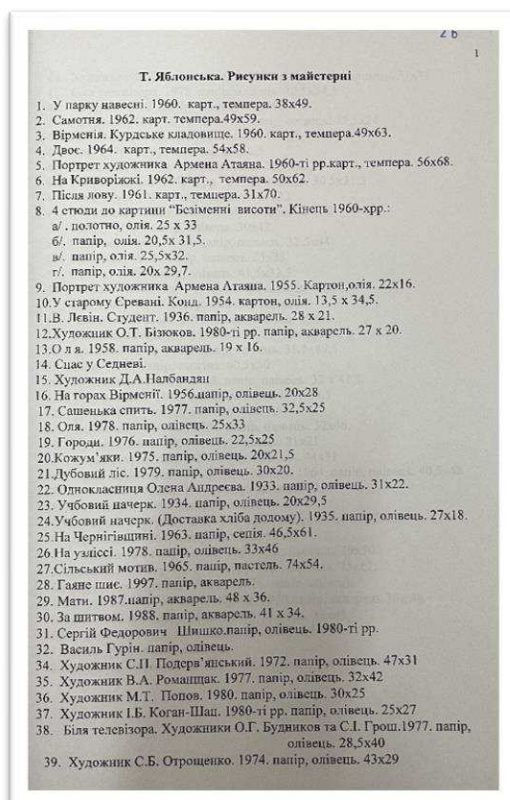 26
1
Т. Яблонська. Рисунки з майстерні
1. У парку навесні. 1960. карт., темпера. 38х49.
2. Самотня. 1962. карт. темпера.49х59.
3. Вірменія. Курдське кладовище. 1960. карт., темпера.49х63.
4. Двоє. 1964. карт., темпера. 54х58.
5. Портрет художника Армена Атаяна. 1960-ті рр.карт., темпера. 56х68.
6. На Криворіжжі. 1962. карт., темпера. 50х62.
7. Після лову. 1961. карт., темпера. 31х70.
8. 4 етюди до картини “Безіменні висоти”. Кінець 1960-хрр.:
а/ . полотно, олія. 25 х 33
б/. папір, олія. 20,5х 31,5.
в/. папір, олія. 25,5х32.
г/. папір, олія. 20х 29,7.
9. Портрет художника Армена Атаяна. 1955. Картон,олія. 22х16.
10.У старому Єревані. Конд. 1954. картон, олія. 13,5 х 34,5.
11.В. Лєвін. Студент. 1936. папір, акварель. 28 х 21.
12.Художник О.Т. Бізюков. 1980-ті рр. папір, акварель. 27 х 20.
13.О л я. 1958. папір, акварель. 19 х 16.
14. Спас у Седневі.
15. Художник Д.А.Налбандян
16. На горах Вірменії. 1956.папір, олівець. 20х28
17. Сашенька спить. 1977. папір, олівець. 32,5х25
18. Оля. 1978. папір, олівець. 25х33
19. Городи. 1976. папір, олівець. 22,5х25
20.Кожум’яки. 1975. папір, олівець. 20х21,5
21.Дубовий ліс. 1979. папір, олівець. 30х20.
22. Однокласниця Олена Андреєва. 1933. папір, олівець. 31х22.
23. Учбовий начерк. 1934. папір, олівець. 20х29,5
24.Учбовий начерк. (Доставка хліба додому). 1935. папір, олівець. 27х18.
25.На Чернігівщині. 1963. папір, сепія. 46,5х61.
26.На узліссі. 1978. папір, олівець. 33х46
27.Сільський мотив. 1965. папір, пастель. 74х54.
28. Гаяне шиє. 1997. папір, акварель.
29. Мати. 1987.папір, акварель. 48 х 36.
30. За шитвом. 1988. папір, акварель. 41 х 34.
31. Сергій Федорович Шишко.папір, олівець. 1980-ті рр.
32. Василь Гурін. папір, олівець.
34. Художник С.П. Подерв’янський. 1972. папір, олівець. 47х31
35. Художник В.А. Романщак. 1977. папір, олівець. 32х42
36. Художник М.Т. Попов. 1980. папір, олівець. 30х25
37. Художник І.Б. Коган-Шац. 1980-ті рр. папір, олівець. 25х27
38. Біля телевізора. Художники О.Г. Будников та С.І. Грош.1977. папір,
олівець. 28,5х40
39. Художник С.Б. Отрощенко. 1974. папір, олівець. 43х29